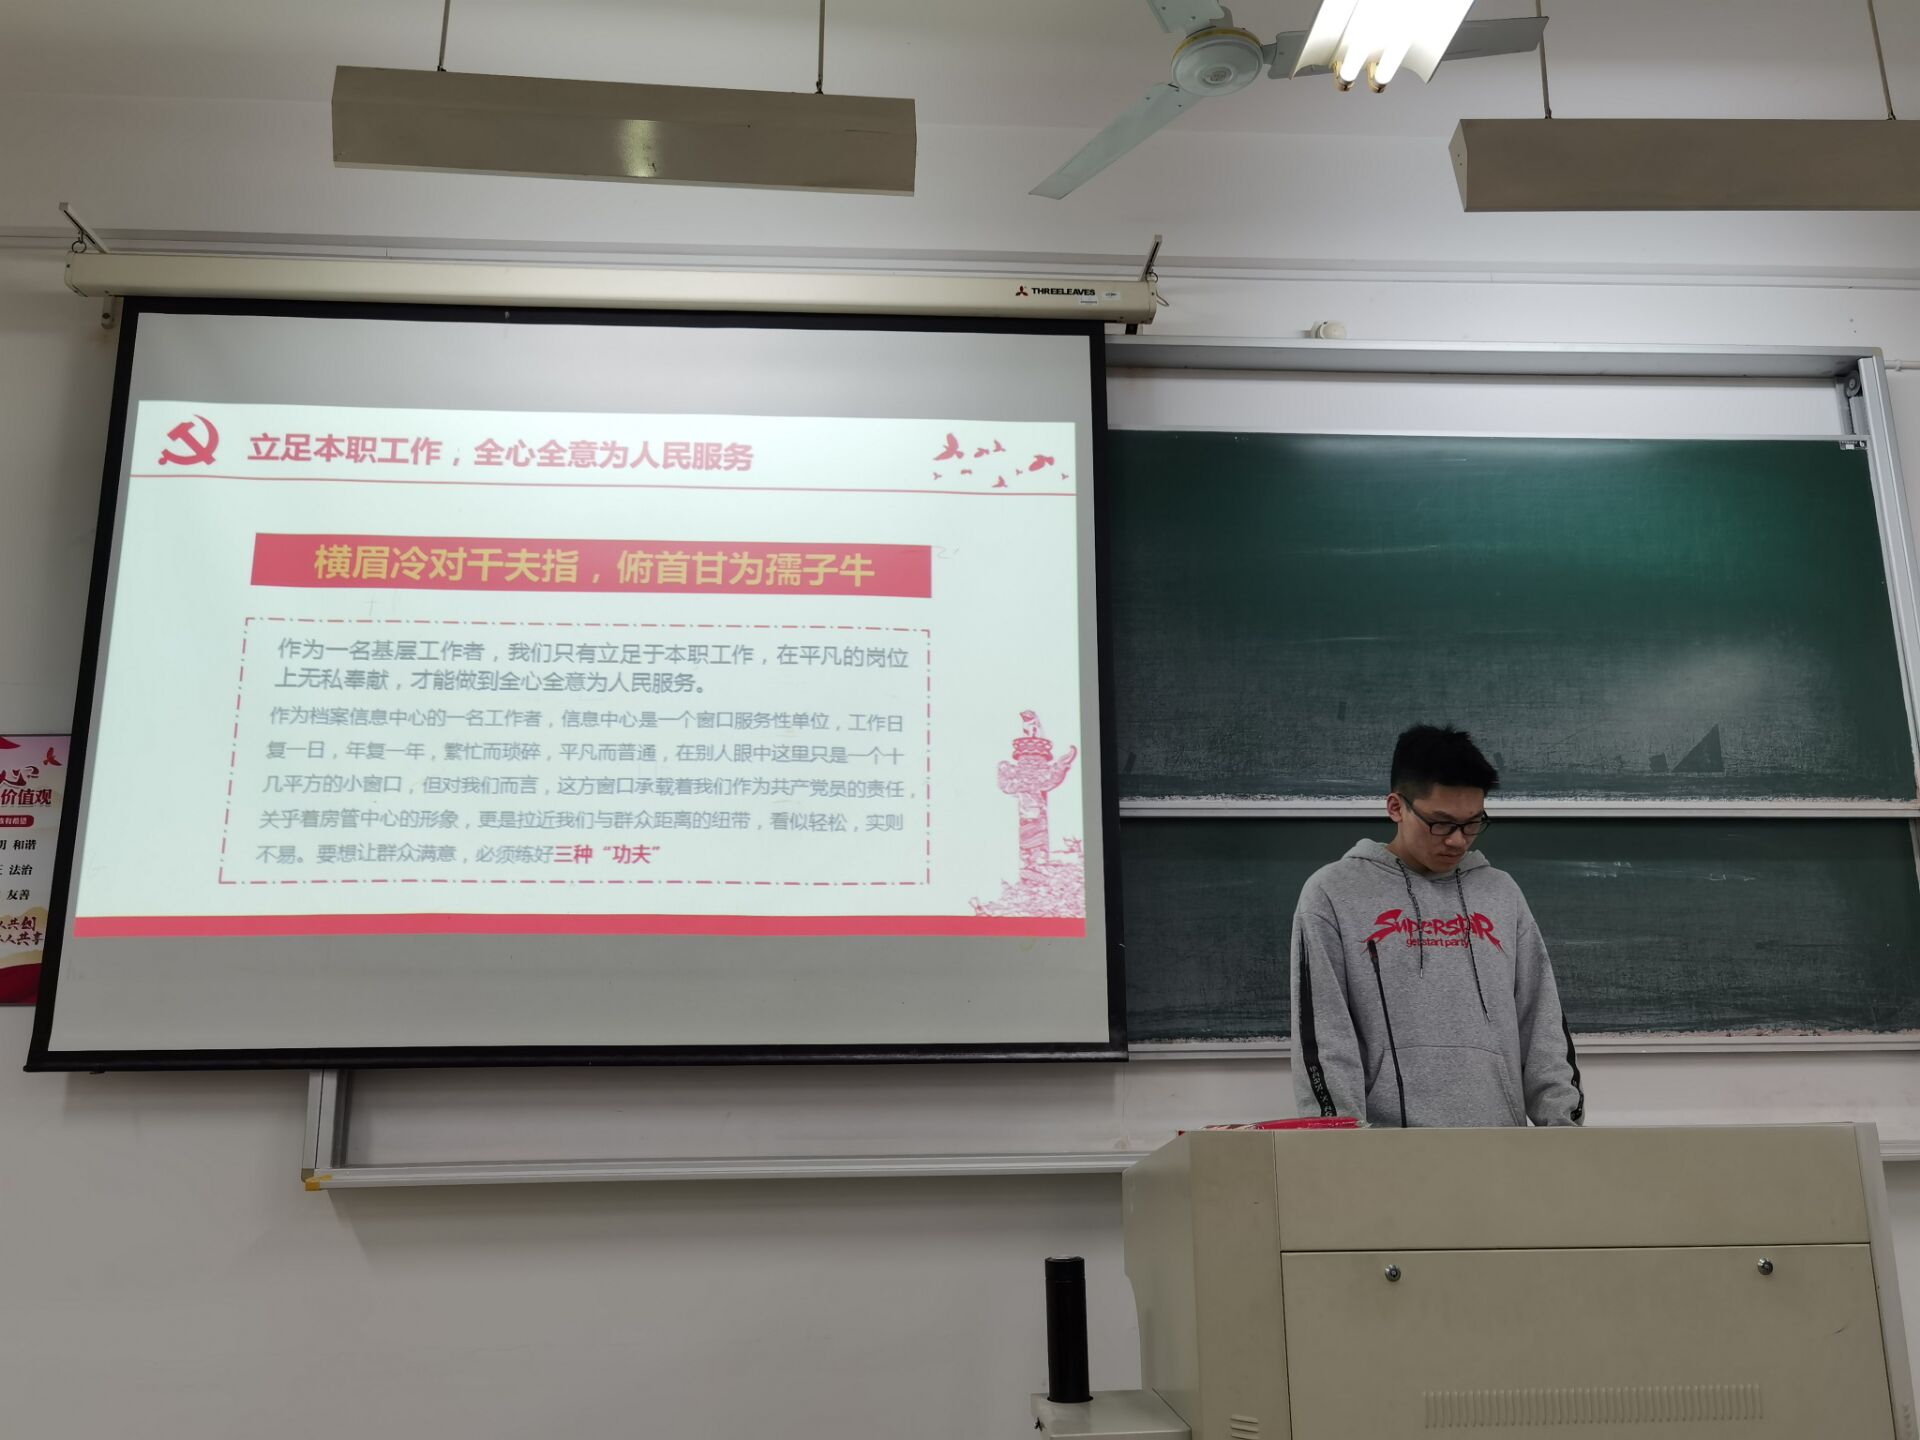 THREELEAVES
立足本职工作，全心全意为人民服务
横眉冷对千夫指，俯首甘为孺子牛
作为一名基层工作者，我们只有立足于本职工作，在平凡的岗位
上无私奉献，才能做到全心全意为人民服务。
作为档案信息中心的一名工作者，信息中心是一个窗口服务性单位，工作日
复一日，年复一年，繁忙而琐碎，平凡而普通，在别人眼中这里只是一个十
几平方的小窗口，但对我们而言，这方窗口承载着我们作为共产党员的责任，
关乎着房管中心的形象，更是拉近我们与群众距离的纽带，看似轻松，实则
不易。要想让群众满意，必须练好三种“功夫”
价值观
和谐
法治
友善
人共创
人人共享
SUPERSTAR
get start party